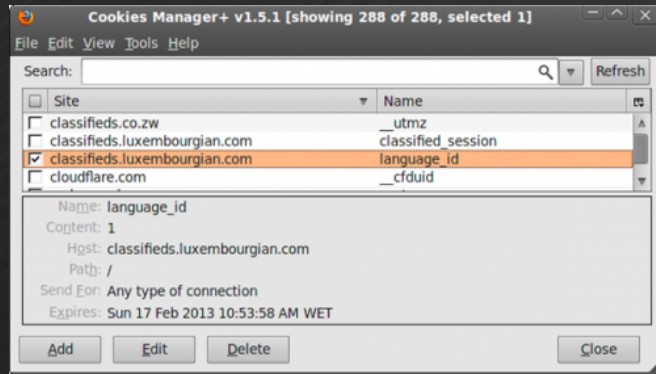 Cookies Manager+ v1.5.1 [showing 288 of 288, selected 1]
File Edit View Tools Help
Search: Refresh
Site Name
classifieds.co.zw __utmz
classifieds.luxembourgian.com classified_session
classifieds.luxembourgian.com language_id
cloudflare.com __cfduid
Name: language_id
Content: 1
Host: classifieds.luxembourgian.com
Path: /
Send For: Any type of connection
Expires: Sun 17 Feb 2013 10:53:58 AM WET
Add Edit Delete Close